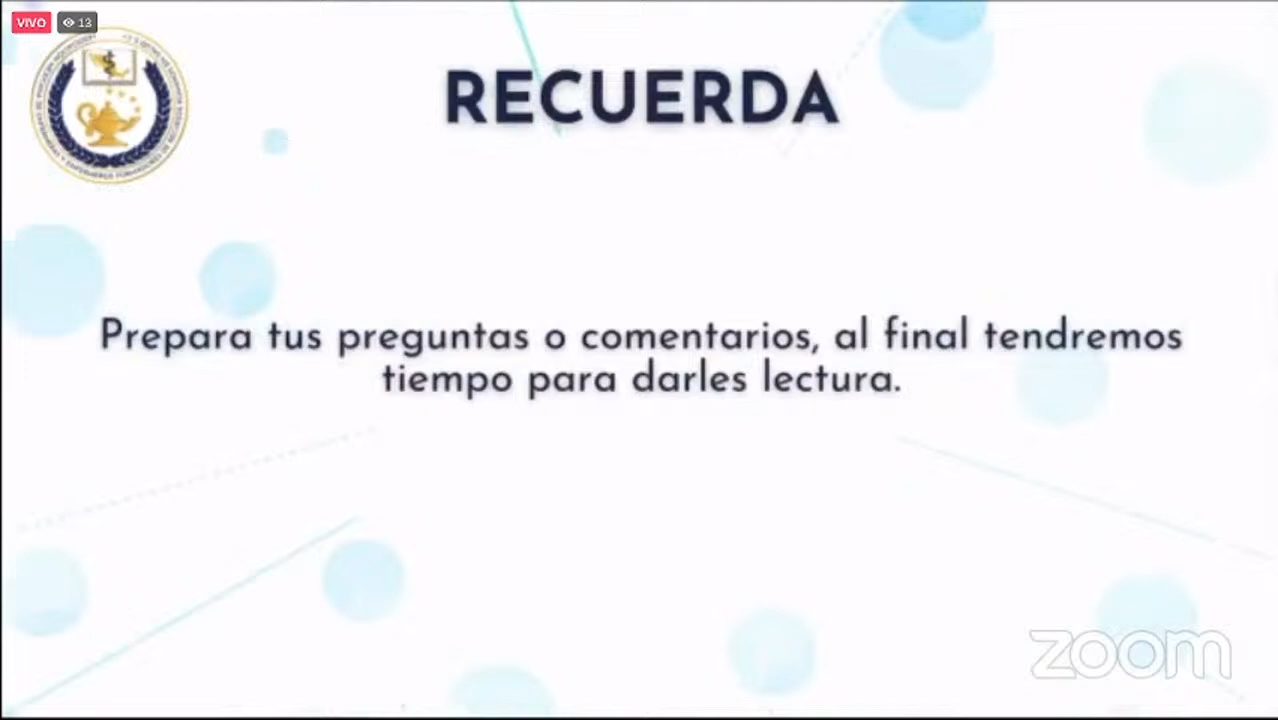 VIVO 13
RECUERDA
Prepara tus preguntas o comentarios, al final tendremos
tiempo para darles lectura.
zoom